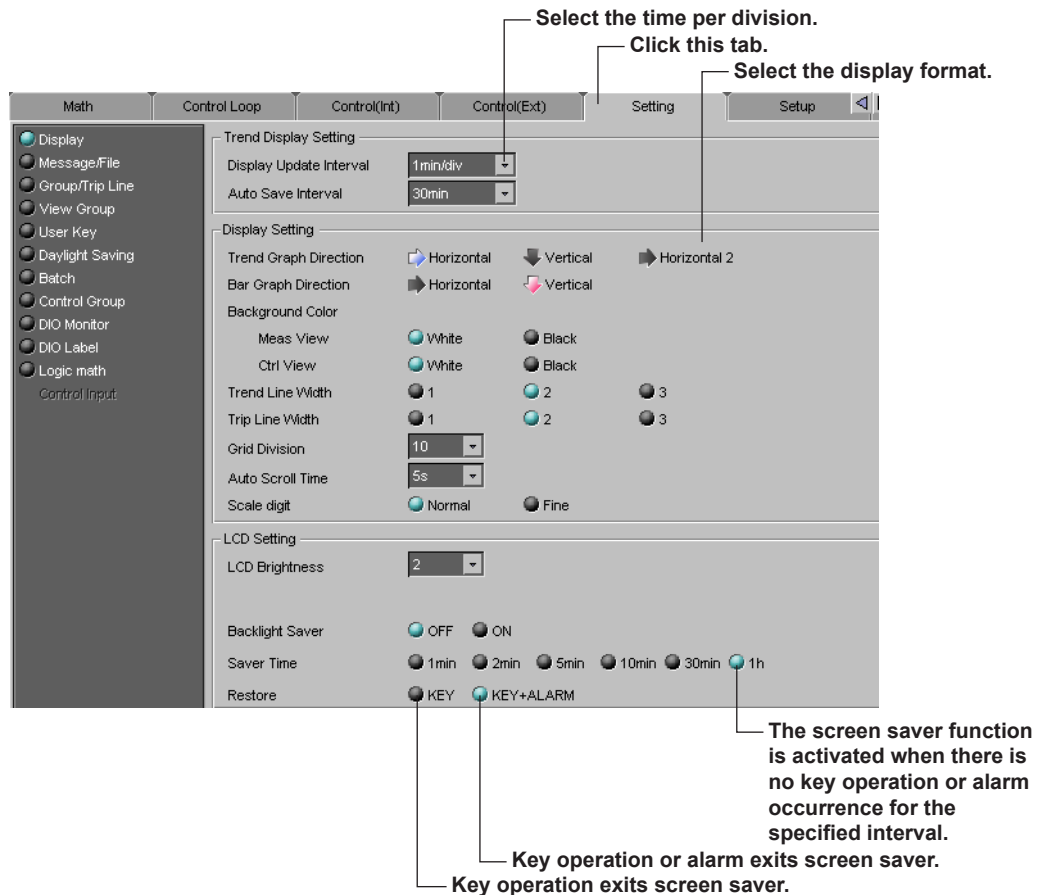 Select the time per division.
Click this tab.
Select the display format.
Math Control Loop Control(Int) Control(Ext) Setting Setup
Display
Message/File
Group/Trip Line
View Group
User Key
Daylight Saving
Batch
Control Group
DIO Monitor
DIO Label
Logic math
Control Input
Trend Display Setting
Display Update Interval 1min/div
Auto Save Interval 30min
Display Setting
Trend Graph Direction Horizontal Vertical Horizontal 2
Bar Graph Direction Horizontal Vertical
Background Color
Meas View White Black
Ctrl View White Black
Trend Line Width 1 2 3
Trip Line Width 1 2 3
Grid Division 10
Auto Scroll Time 5s
Scale digit Normal Fine
LCD Setting
LCD Brightness 2
Backlight Saver OFF ON
Saver Time 1min 2min 5min 10min 30min 1h
Restore KEY KEY+ALARM
The screen saver function
is activated when there is
no key operation or alarm
occurrence for the
specified interval.
Key operation or alarm exits screen saver.
Key operation exits screen saver.